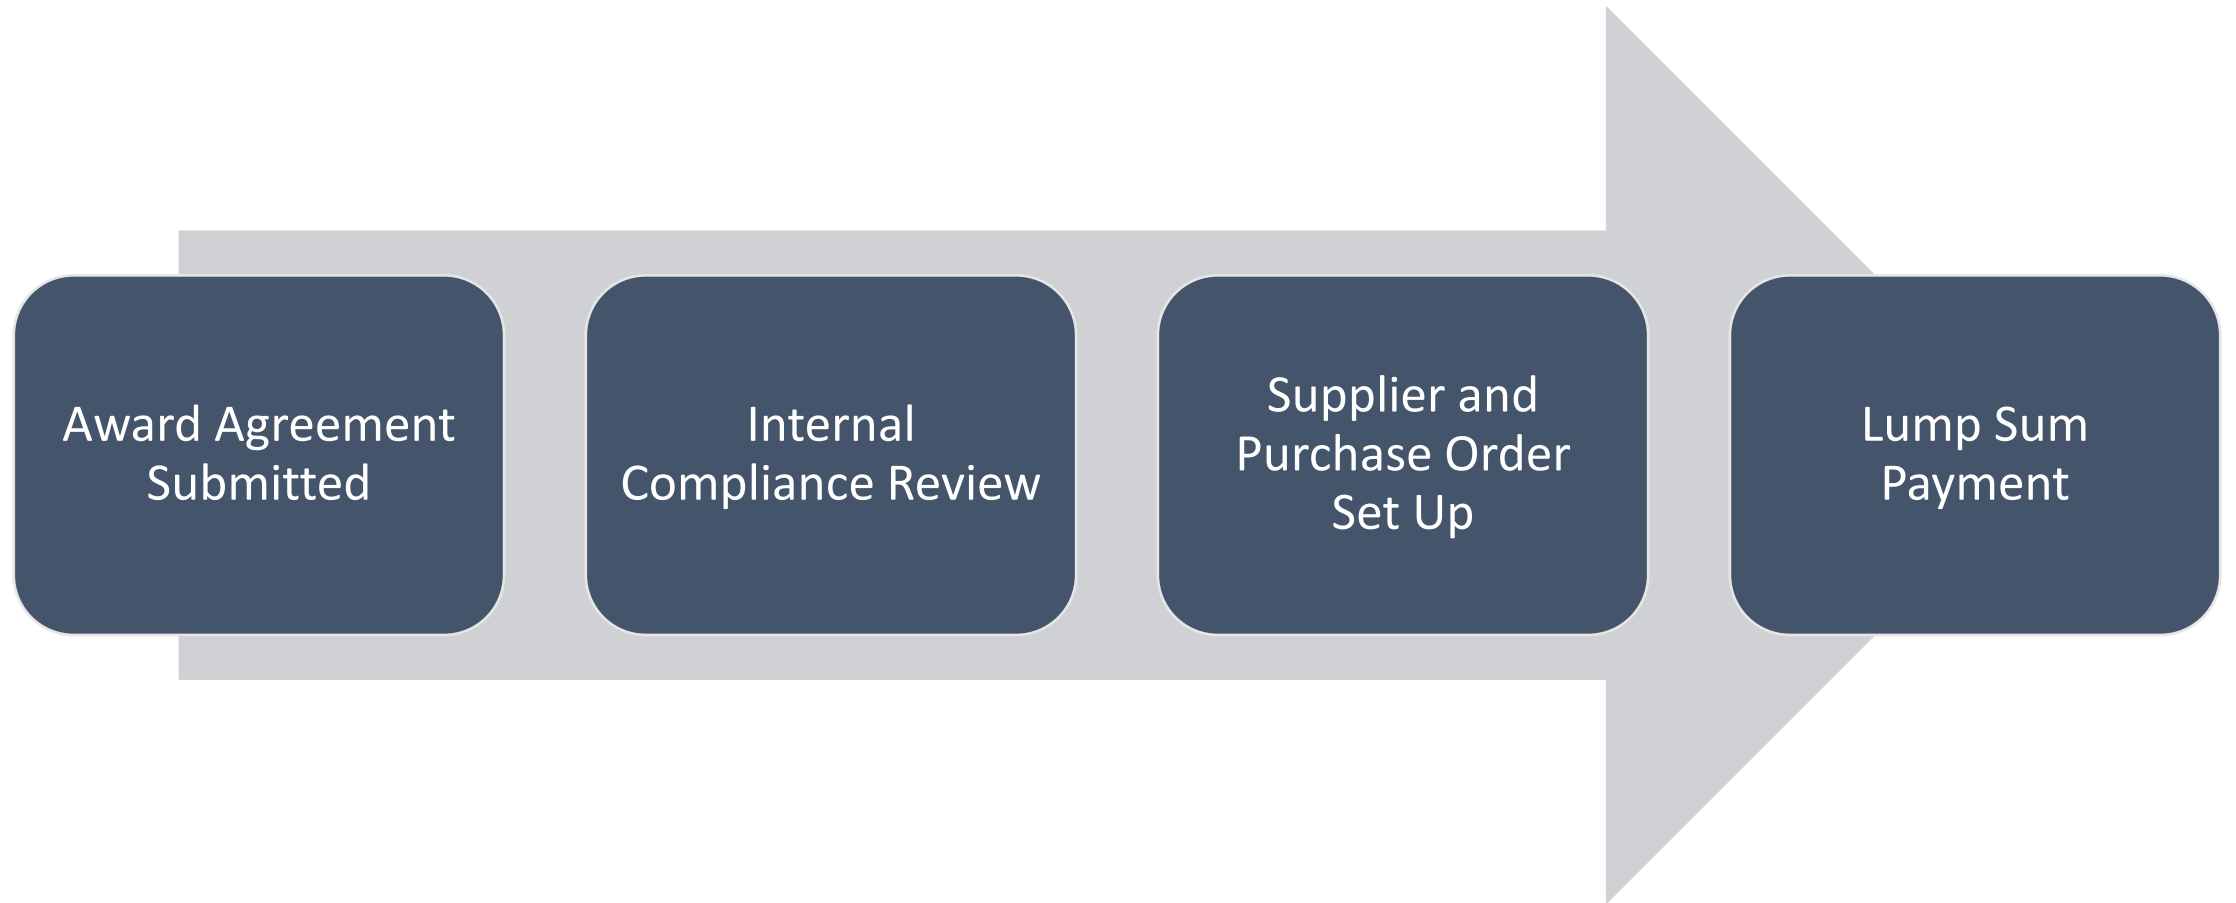 Award Agreement
Submitted
Internal
Compliance Review
Supplier and
Purchase Order
Set Up
Lump Sum
Payment